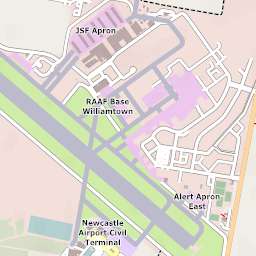 JSF Apron
RAAF Base
Williamtown
Alert Apron
East
Newcastle
Airport Civil
Terminal